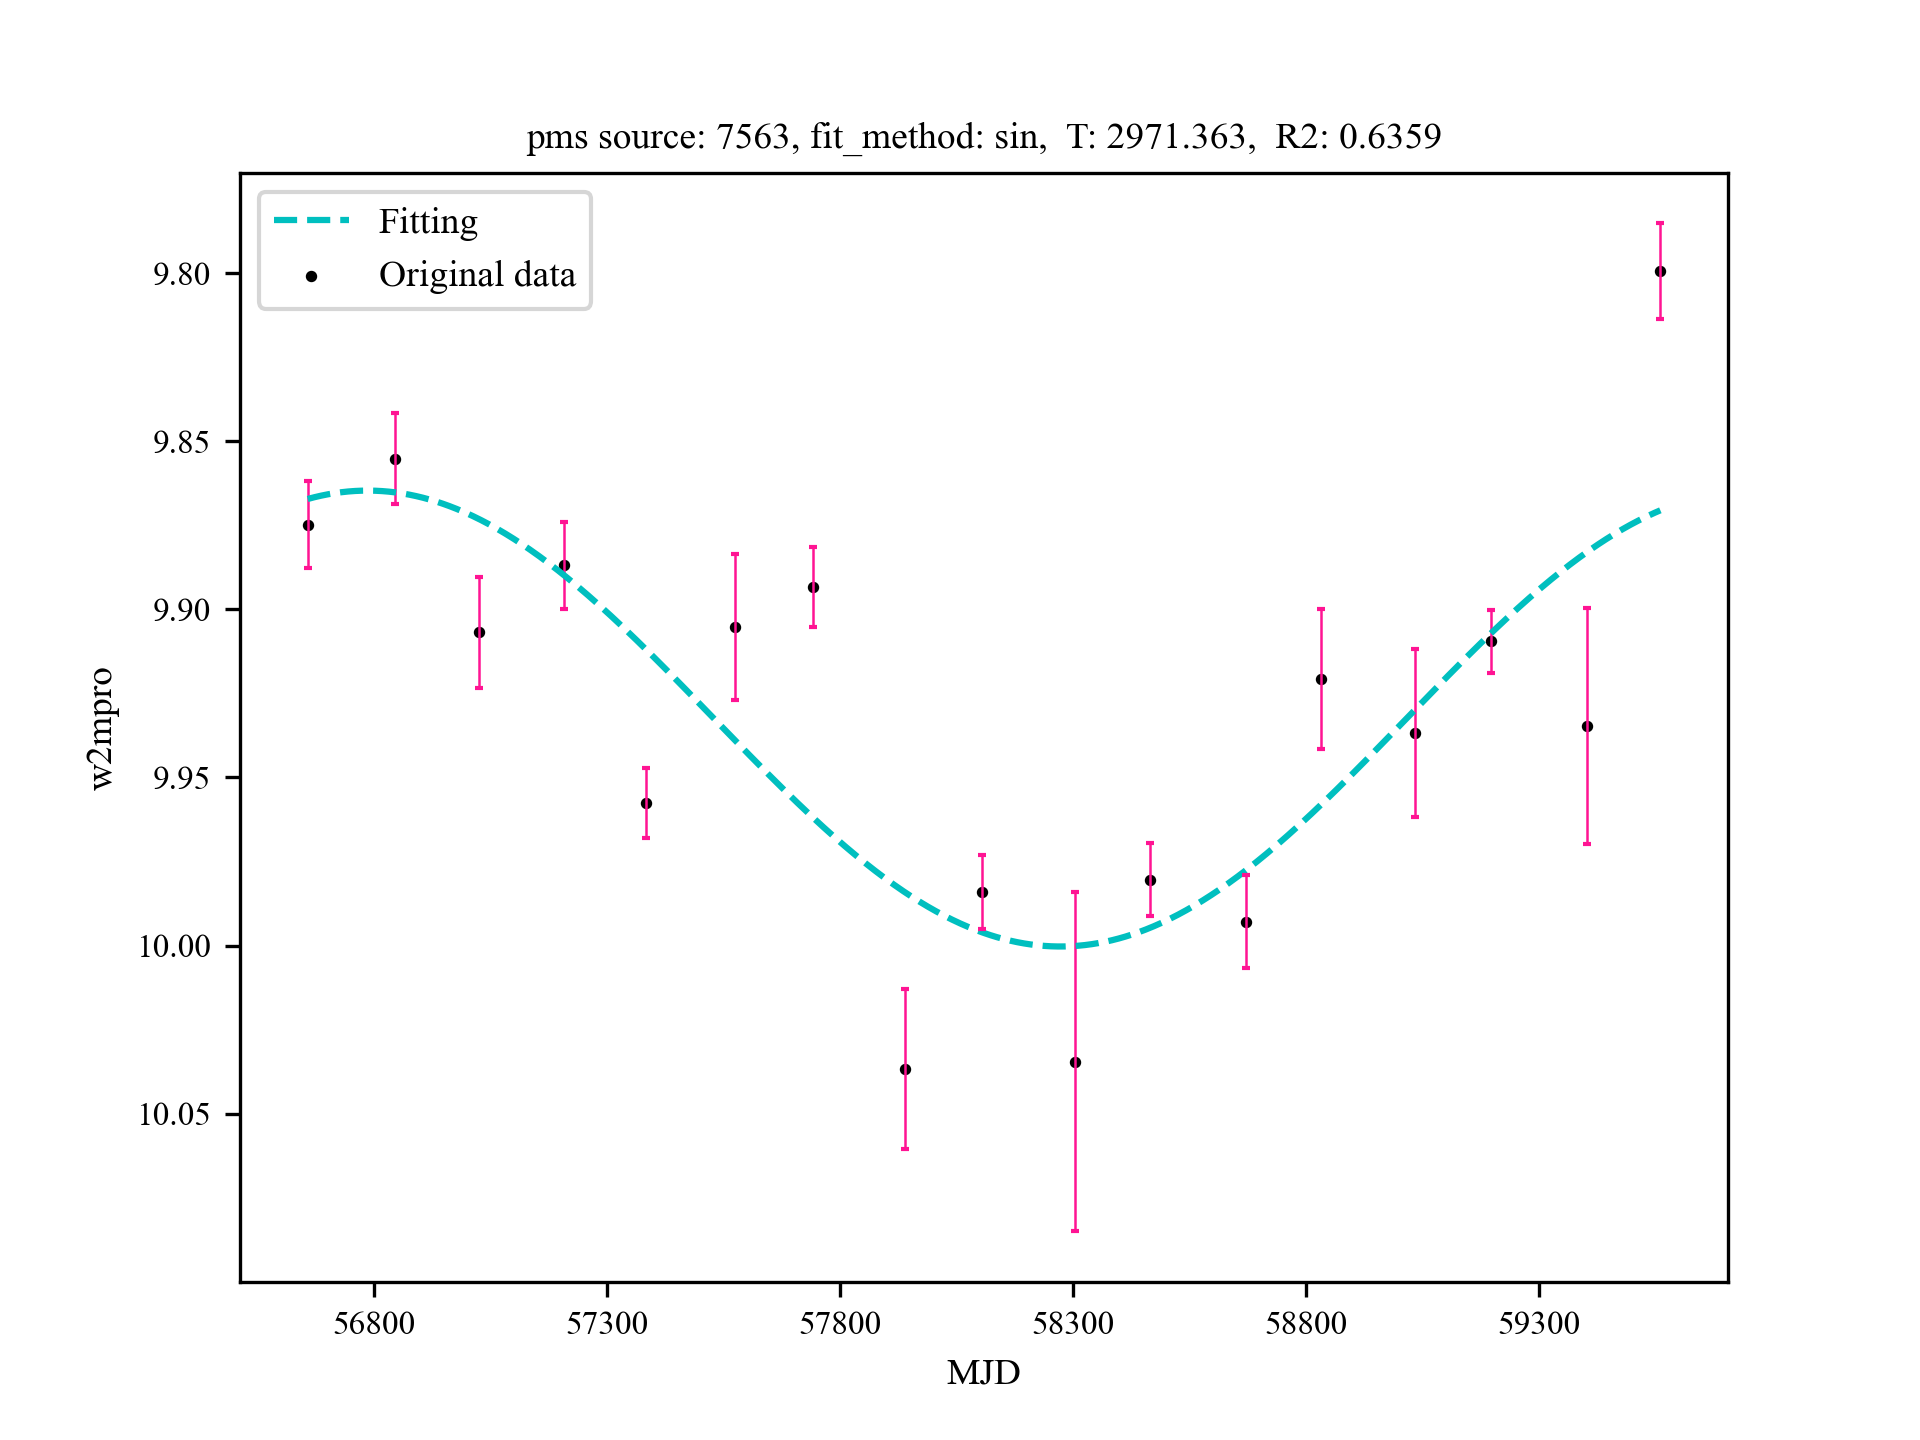 pms source: 7563, fit_method: sin,  T: 2971.363,  R2: 0.6359
Fitting
Original data
9.80
9.85
9.90
9.95
10.00
10.05
w2mpro
56800
57300
57800
58300
58800
59300
MJD